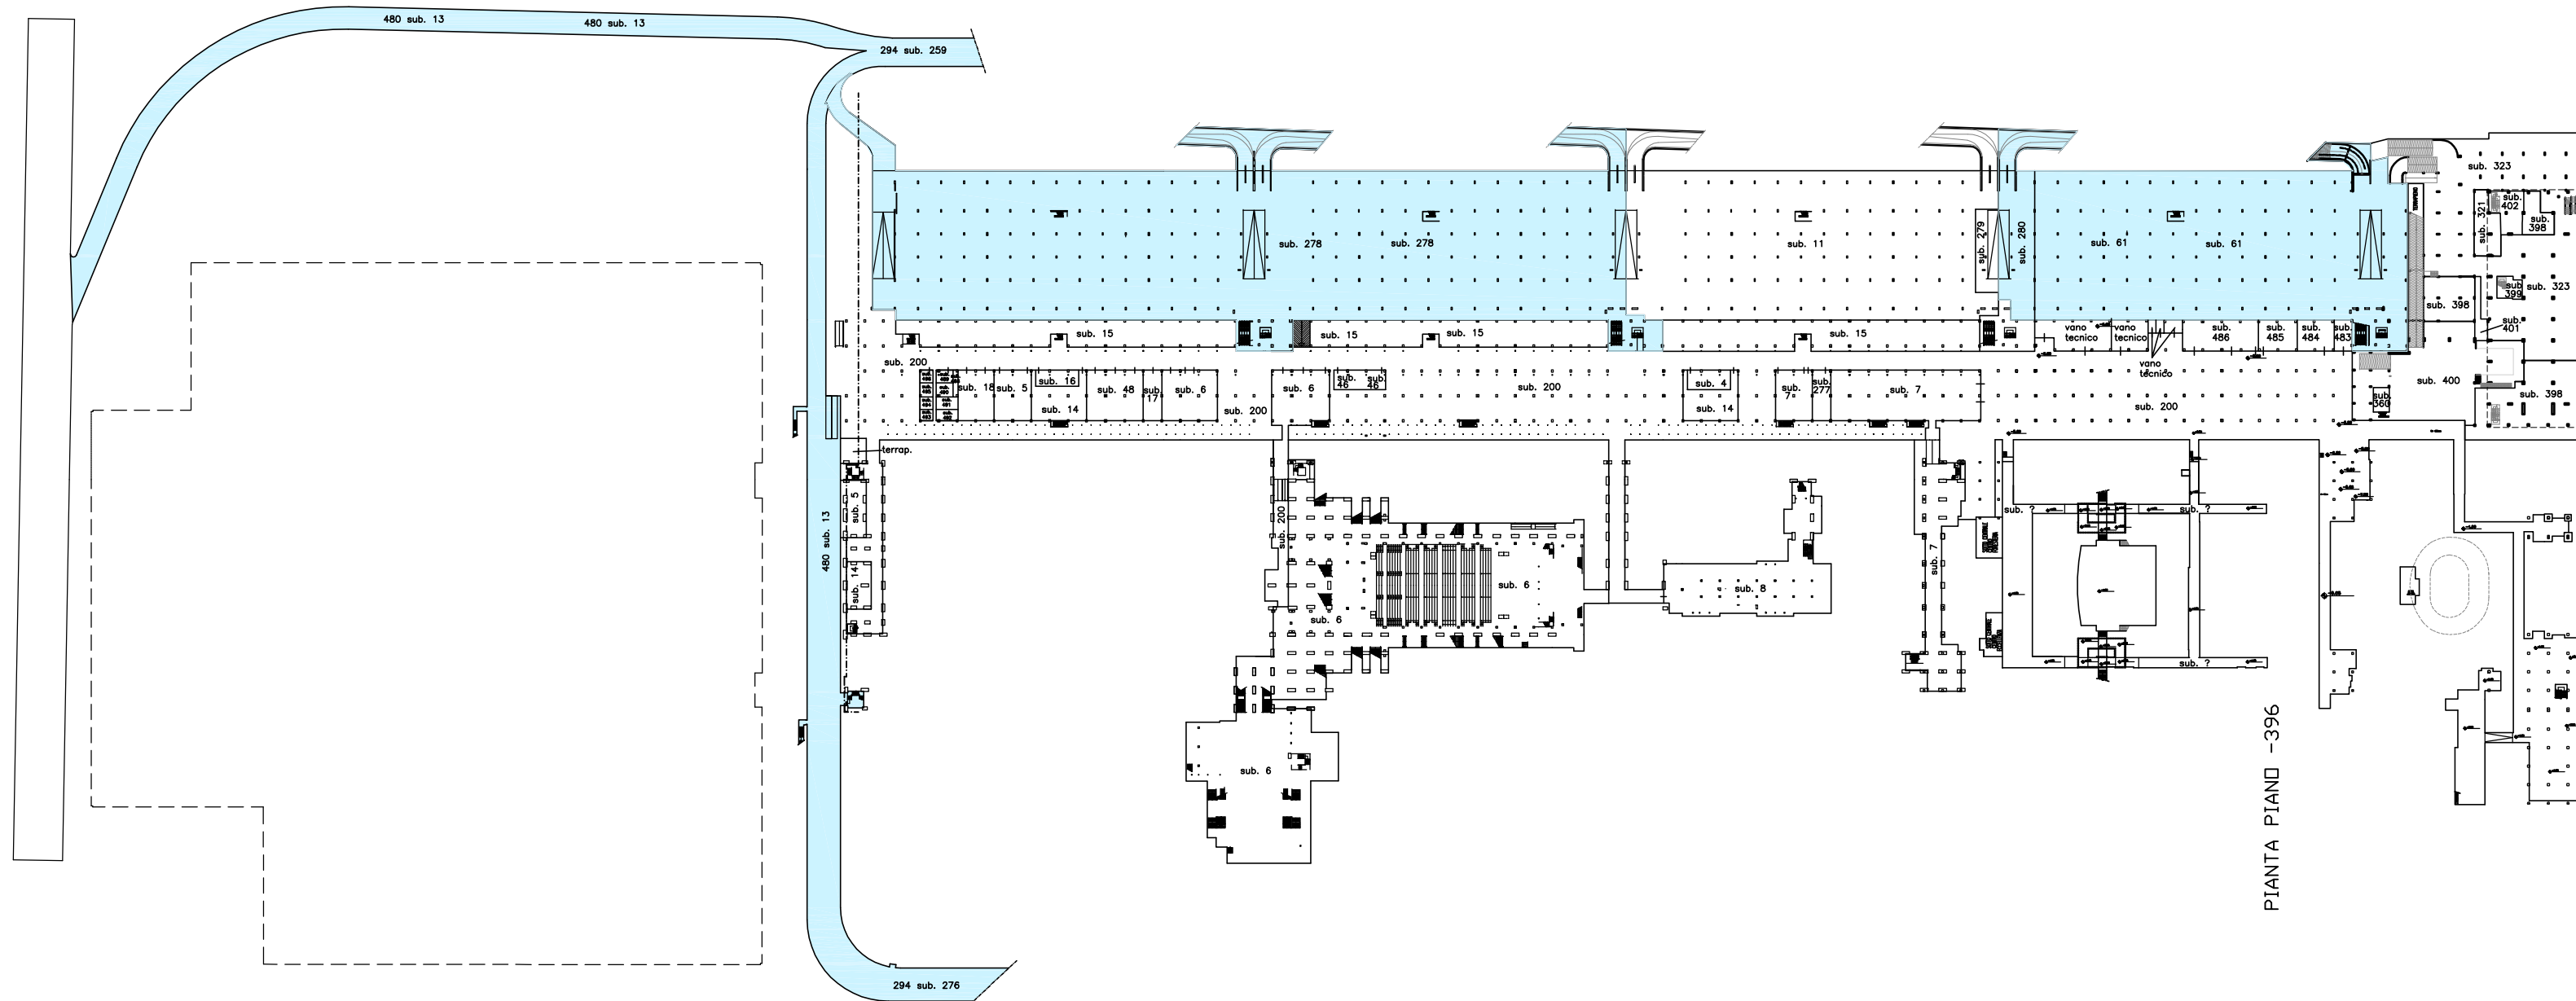 480 sub. 13
480 sub. 13
294 sub. 259
sub. 323
sub.
402
sub. 321
sub.
398
sub. 278
sub. 278
sub. 11
sub. 279
sub. 280
sub. 61
sub. 61
sub.
399
sub. 323
sub. 398
sub.
401
sub. 15
sub. 15
sub. 15
sub. 15
vano
tecnico
vano
tecnico
sub.
486
sub.
485
sub.
484
sub.
483
sub. 200
vano
tecnico
sub. 18
sub. 5
sub. 16
sub. 48
sub.
17
sub. 6
sub. 6
sub.
46
sub.
46
sub. 200
sub. 4
sub.
7
sub.
277
sub. 7
sub. 400
sub. 14
sub. 200
sub. 14
sub. 200
sub.
360
sub. 398
terrap.
sub. 5
sub. 200
sub. ?
sub. ?
480 sub. 13
sub. 14
sub. 6
sub. 8
sub. 7
sub. 6
sub. ?
sub. 6
PIANTA PIANO -396
294 sub. 276